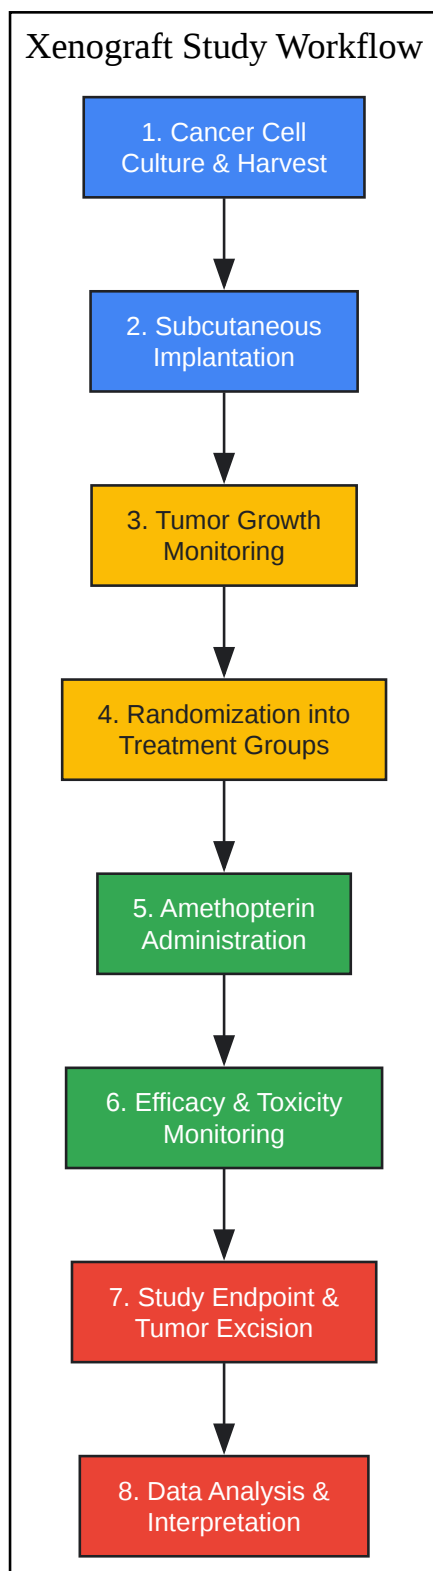 Xenograft Study Workflow
1. Cancer Cell
Culture & Harvest
2. Subcutaneous
Implantation
3. Tumor Growth
Monitoring
4. Randomization into
Treatment Groups
5. Amethopterin
Administration
6. Efficacy & Toxicity
Monitoring
7. Study Endpoint &
Tumor Excision
8. Data Analysis &
Interpretation